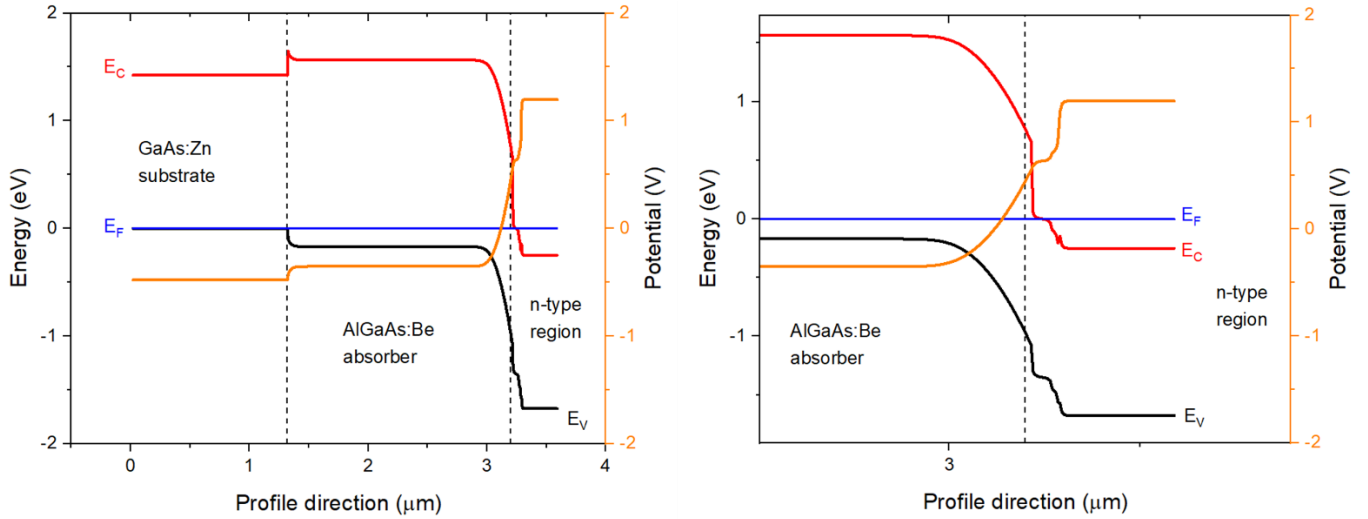 2
1
0
-1
-2
Energy (eV)
E_C
GaAs:Zn
substrate
E_F
AlGaAs:Be
absorber
n-type
region
E_V
2
1
0
-1
-2
Potential (V)
0
1
2
3
4
Profile direction (μm)
1
0
-1
Energy (eV)
E_F
E_C
n-type
region
AlGaAs:Be
absorber
E_V
2
1
0
-1
-2
Potential (V)
3
Profile direction (μm)